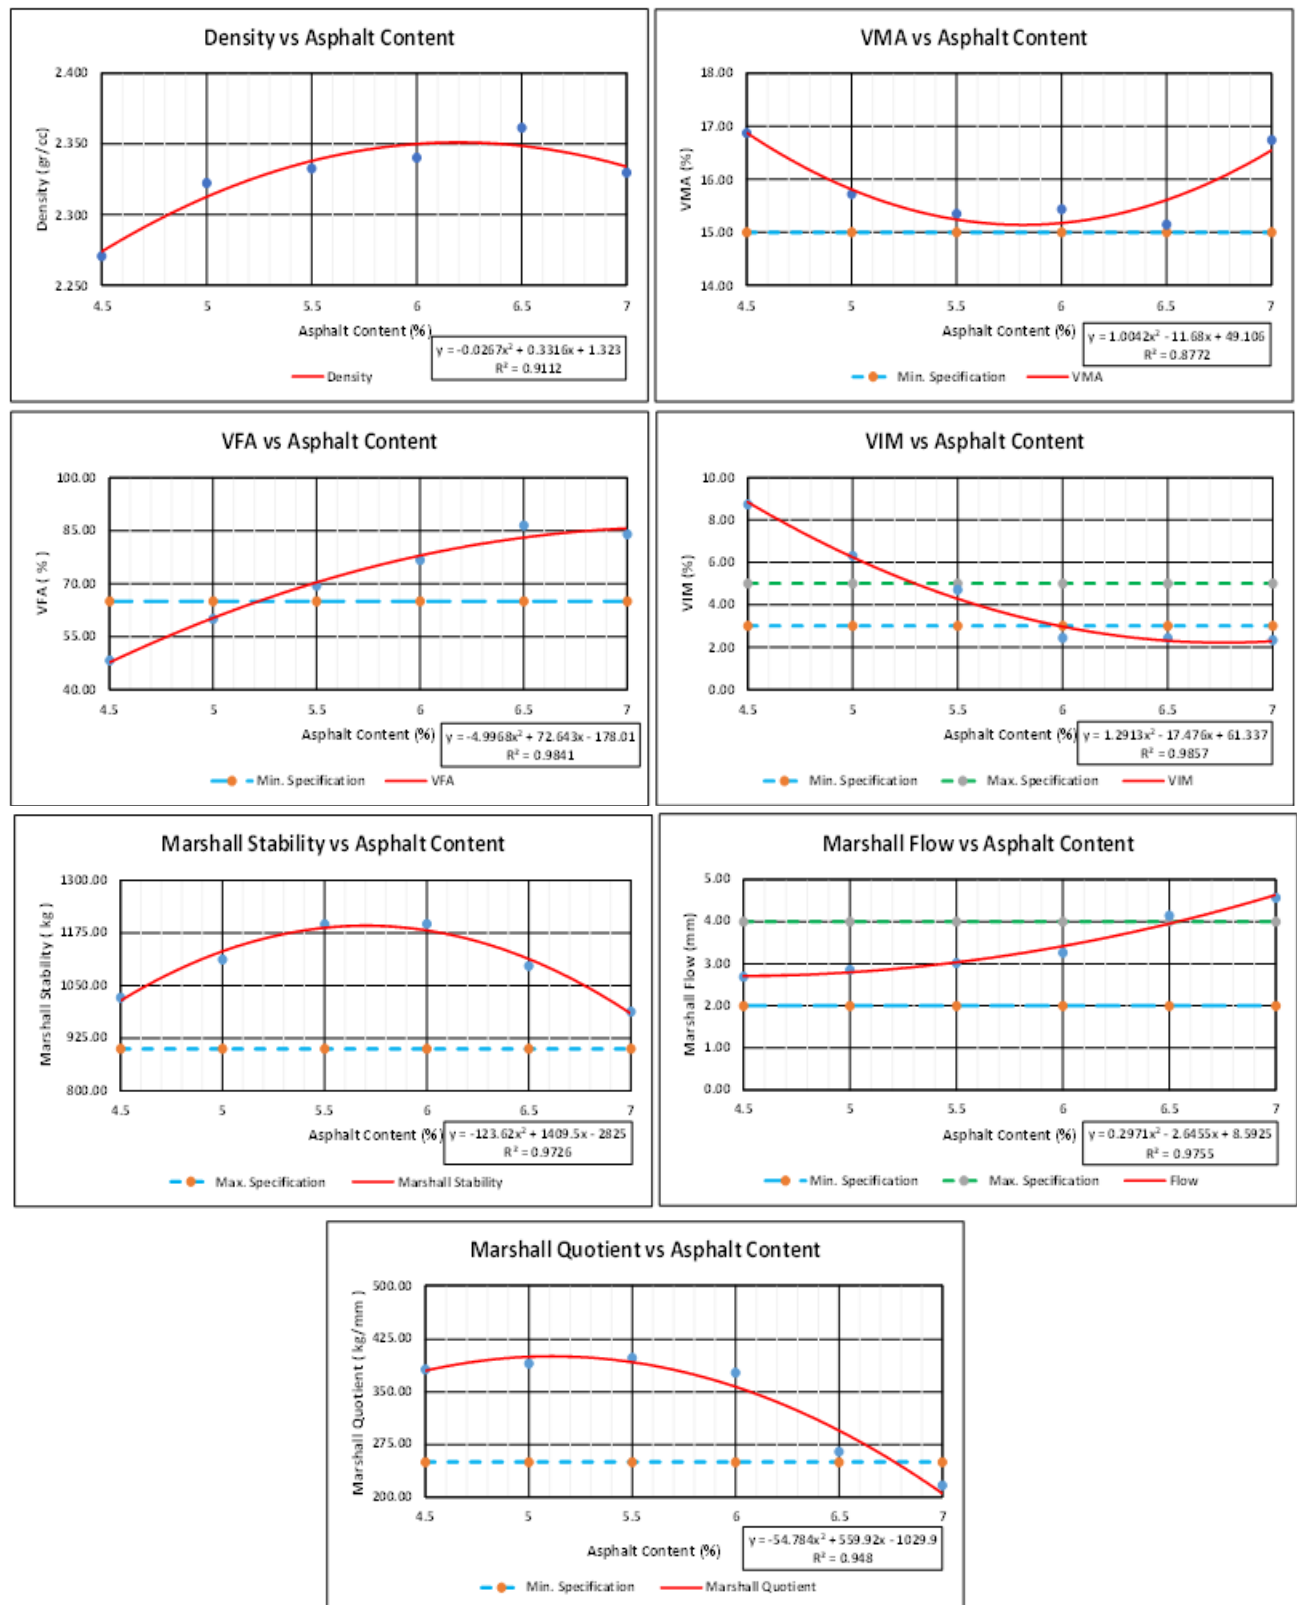 Density vs Asphalt Content
Density (gr/cc)
2.400
2.350
2.300
2.250
4.5 5 5.5 6 6.5 7
Asphalt Content (%)
y = -0.0267x² + 0.3316x + 1.323
R² = 0.9112
Density
VMA vs Asphalt Content
VMA (%)
18.00
17.00
16.00
15.00
14.00
4.5 5 5.5 6 6.5 7
Asphalt Content (%)
y = 1.0042x² - 11.68x + 49.106
R² = 0.8772
Min. Specification VMA
VFA vs Asphalt Content
VFA ( % )
100.00
85.00
70.00
55.00
40.00
4.5 5 5.5 6 6.5 7
Asphalt Content (%)
y = -4.9968x² + 72.643x - 178.01
R² = 0.9841
Min. Specification VFA
VIM vs Asphalt Content
VIM (%)
10.00
8.00
6.00
4.00
2.00
0.00
4.5 5 5.5 6 6.5 7
Asphalt Content (%)
y = 1.2913x² - 17.476x + 61.337
R² = 0.9857
Min. Specification Max. Specification VIM
Marshall Stability vs Asphalt Content
Marshall Stability ( kg )
1300.00
1175.00
1050.00
925.00
800.00
4.5 5 5.5 6 6.5 7
Asphalt Content (%)
y = -123.62x² + 1409.5x - 2825
R² = 0.9726
Max. Specification Marshall Stability
Marshall Flow vs Asphalt Content
Marshall Flow (mm)
5.00
4.00
3.00
2.00
1.00
0.00
4.5 5 5.5 6 6.5 7
Asphalt Content (%)
y = 0.2971x² - 2.6455x + 8.5925
R² = 0.9755
Min. Specification Max. Specification Flow
Marshall Quotient vs Asphalt Content
Marshall Quotient ( kg/mm )
500.00
425.00
350.00
275.00
200.00
4.5 5 5.5 6 6.5 7
Asphalt Content (%)
y = -54.784x² + 559.92x - 1029.9
R² = 0.948
Min. Specification Marshall Quotient